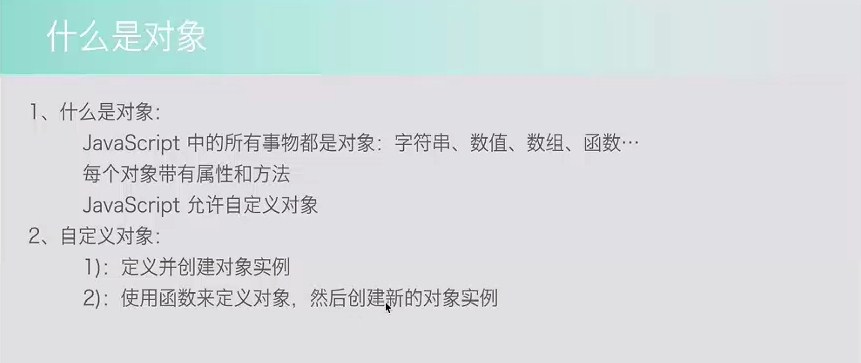 什么是对象
1、什么是对象：
JavaScript 中的所有事物都是对象：字符串、数值、数组、函数…
每个对象带有属性和方法
JavaScript 允许自定义对象
2、自定义对象：
1）：定义并创建对象实例
2）：使用函数来定义对象，然后创建新的对象实例